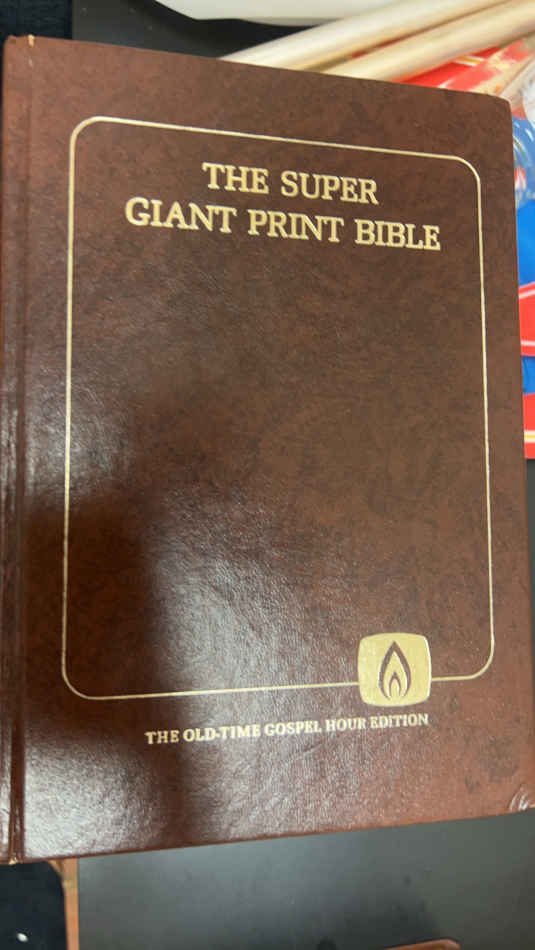 THE SUPER
GIANT PRINT BIBLE
THE OLD-TIME GOSPEL HOUR EDITION